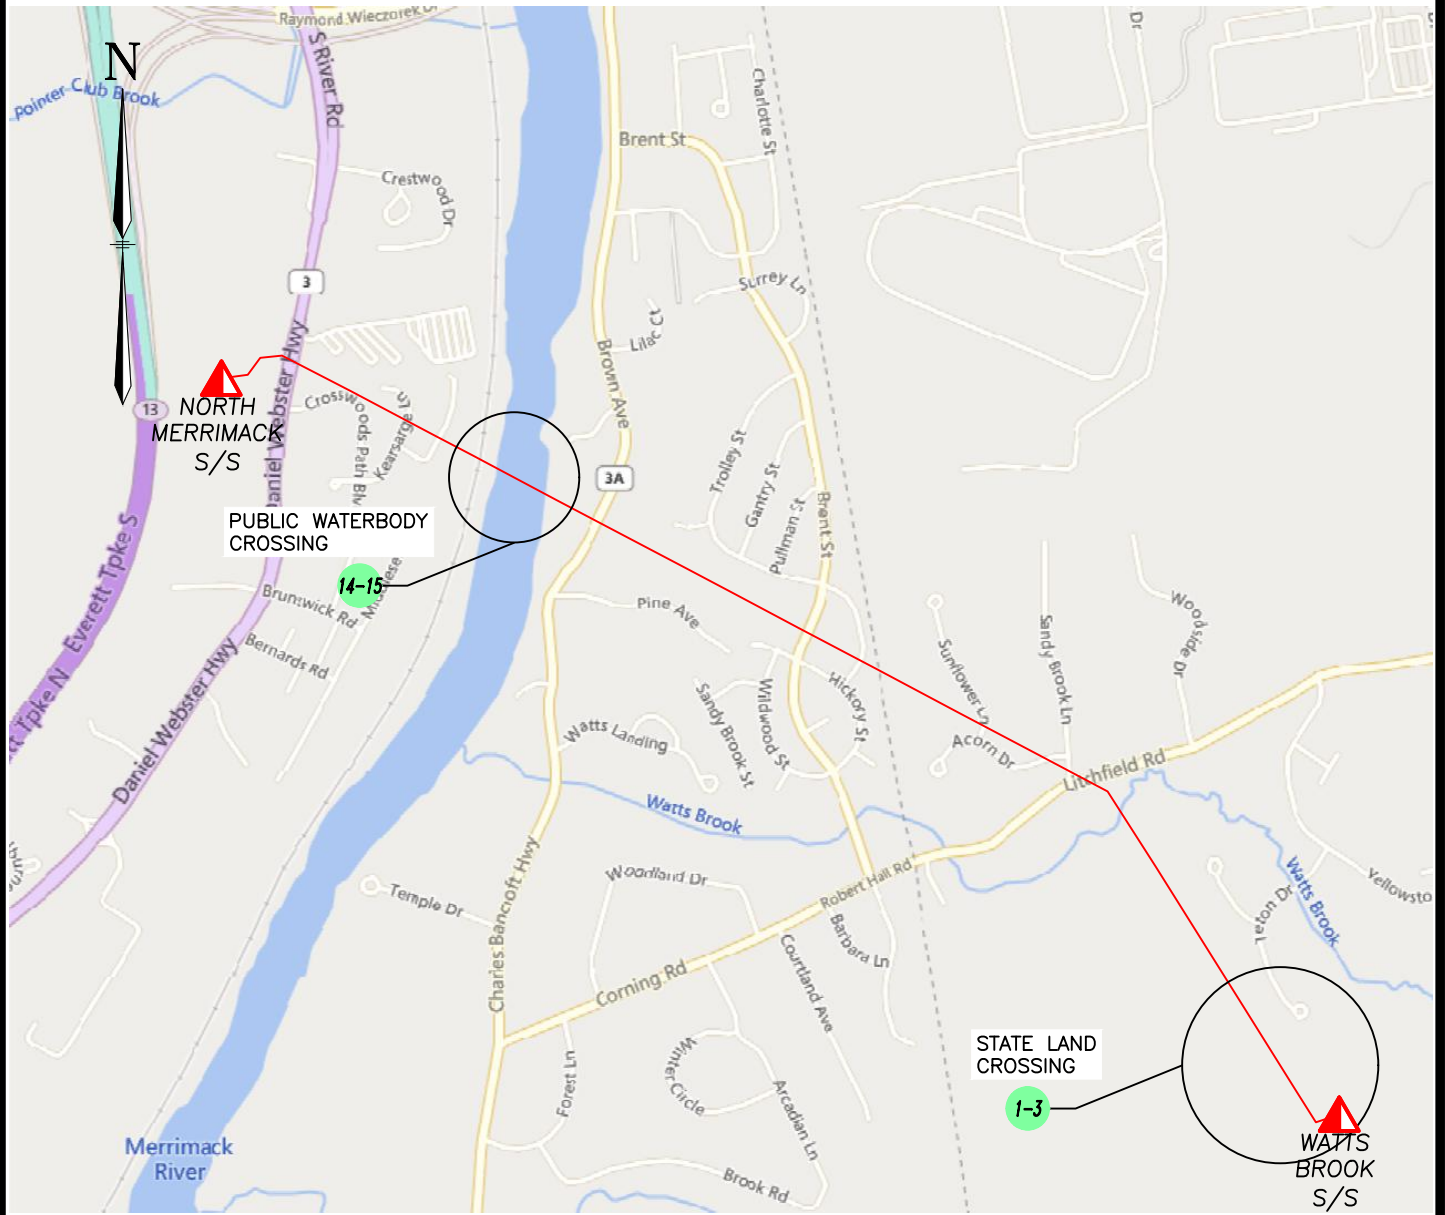 Raymond Wieczorek Dr
N
Pointer Club Brook
S River Rd
Dr
Charlotte St
Brent St
Crestwood Dr
3
Surrey Ln
Lilac Ct
Brown Ave
13
NORTH
MERRIMACK
S/S
Daniel Webster Hwy
Crosswoods Path Blv
Kearsarge Ln
3A
Trolley St
Gantry St
Pullman St
Brent St
PUBLIC WATERBODY
CROSSING
14-15
Everett Tpke S
Tpke N
Brunswick Rd
Bernards Rd
Pine Ave
Daniel Webster Hwy
Sandy Brook St
Wildwood St
Hickory St
Sunflower Ln
Sandy Brook Ln
Woodside Dr
Acorn Dr
Litchfield Rd
Watts Landing
Watts Brook
Charles Bancroft Hwy
Temple Dr
Woodland Dr
Robert Hall Rd
Barbara Ln
Courtland Ave
Corning Rd
Leton Dr
Watts Brook
Yellowsto
Forest Ln
Winter Circle
Arcadian Ln
Brook Rd
STATE LAND
CROSSING
1-3
Merrimack
River
WATTS
BROOK
S/S